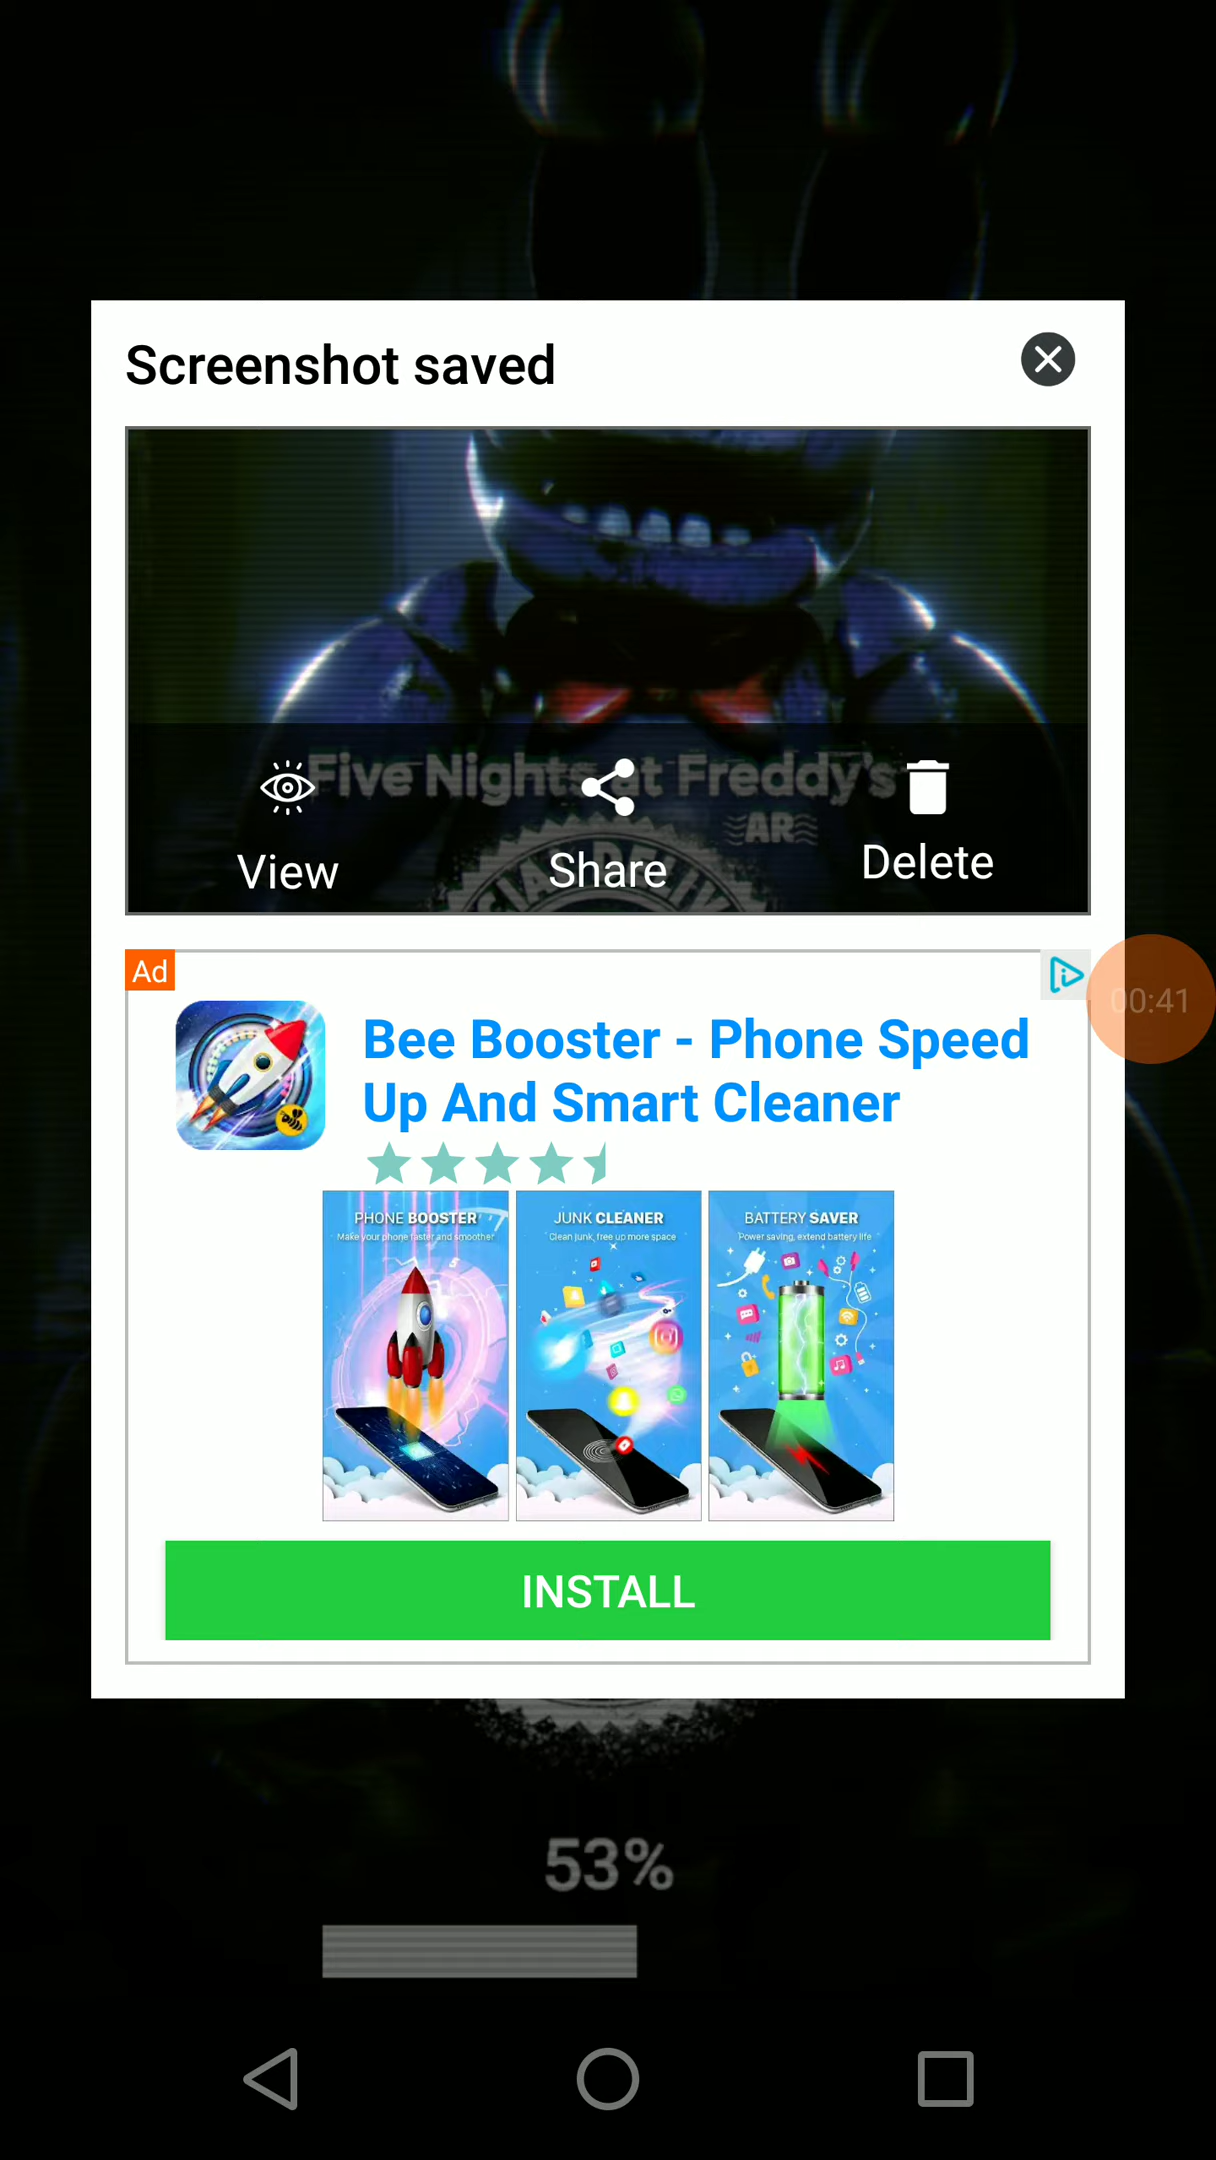 Screenshot saved
Five Nights at Freddy's
AR
View
Share
Delete
Ad
00:41
Bee Booster - Phone Speed
Up And Smart Cleaner
PHONE BOOSTER
Make your phone faster and smoother
JUNK CLEANER
Clean junk, free up more space
BATTERY SAVER
Power saving, extend battery life
INSTALL
53%